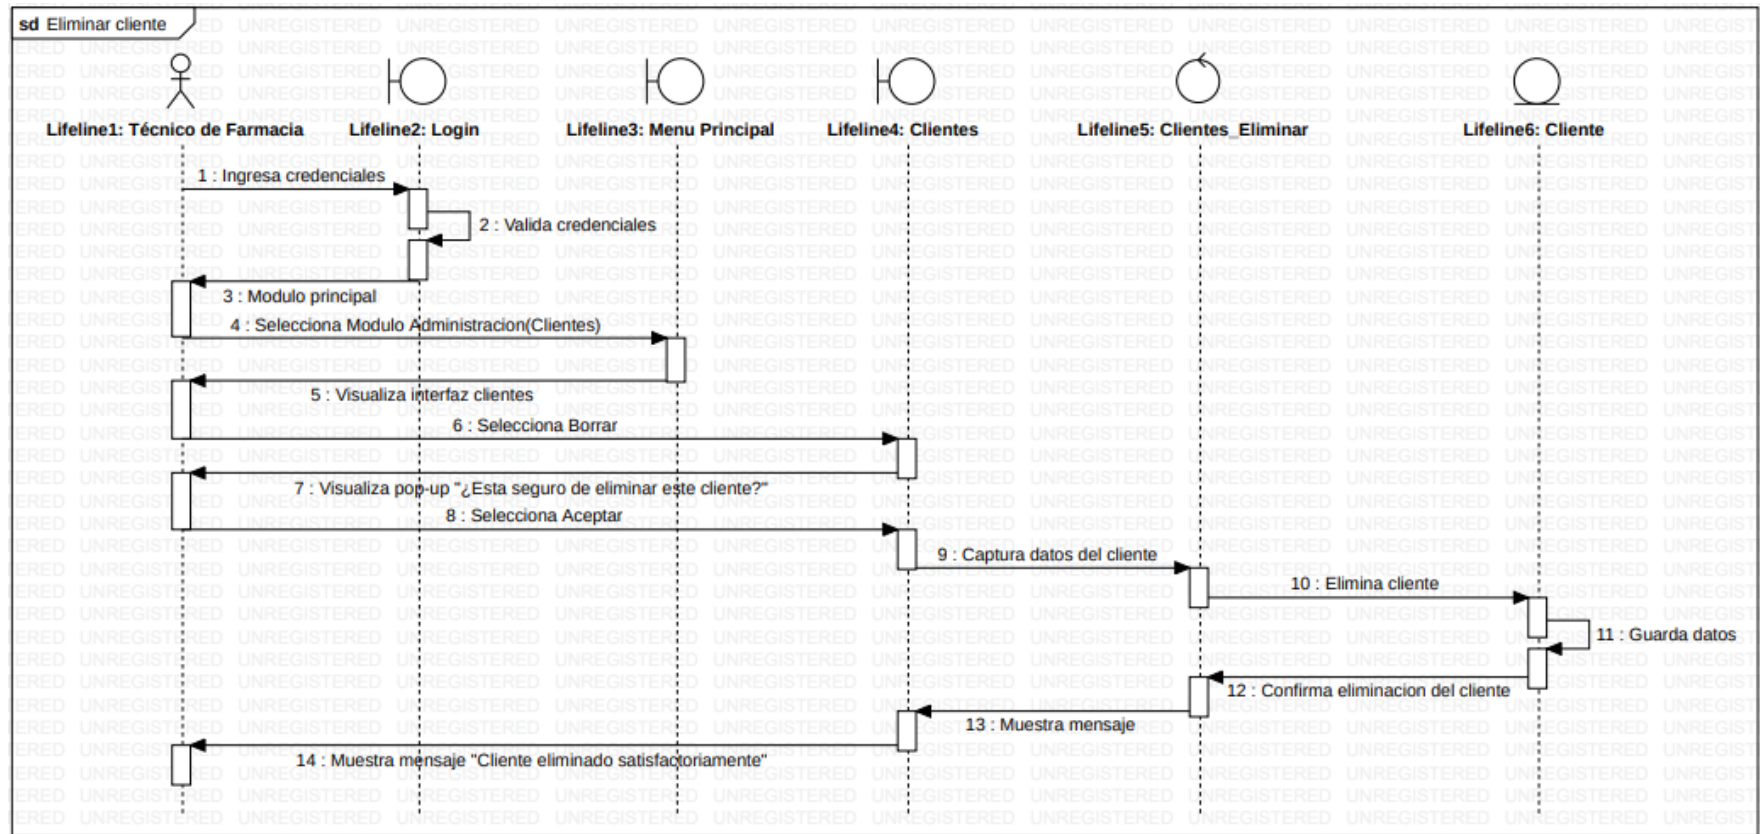 sd Eliminar cliente
Lifeline1: Técnico de Farmacia
Lifeline2: Login
Lifeline3: Menu Principal
Lifeline4: Clientes
Lifeline5: Clientes_Eliminar
Lifeline6: Cliente
1 : Ingresa credenciales
2 : Valida credenciales
3 : Modulo principal
4 : Selecciona Modulo Administracion(Clientes)
5 : Visualiza interfaz clientes
6 : Selecciona Borrar
7 : Visualiza pop-up "¿Esta seguro de eliminar este cliente?"
8 : Selecciona Aceptar
9 : Captura datos del cliente
10 : Elimina cliente
11 : Guarda datos
12 : Confirma eliminacion del cliente
13 : Muestra mensaje
14 : Muestra mensaje "Cliente eliminado satisfactoriamente"
UNREGISTERED